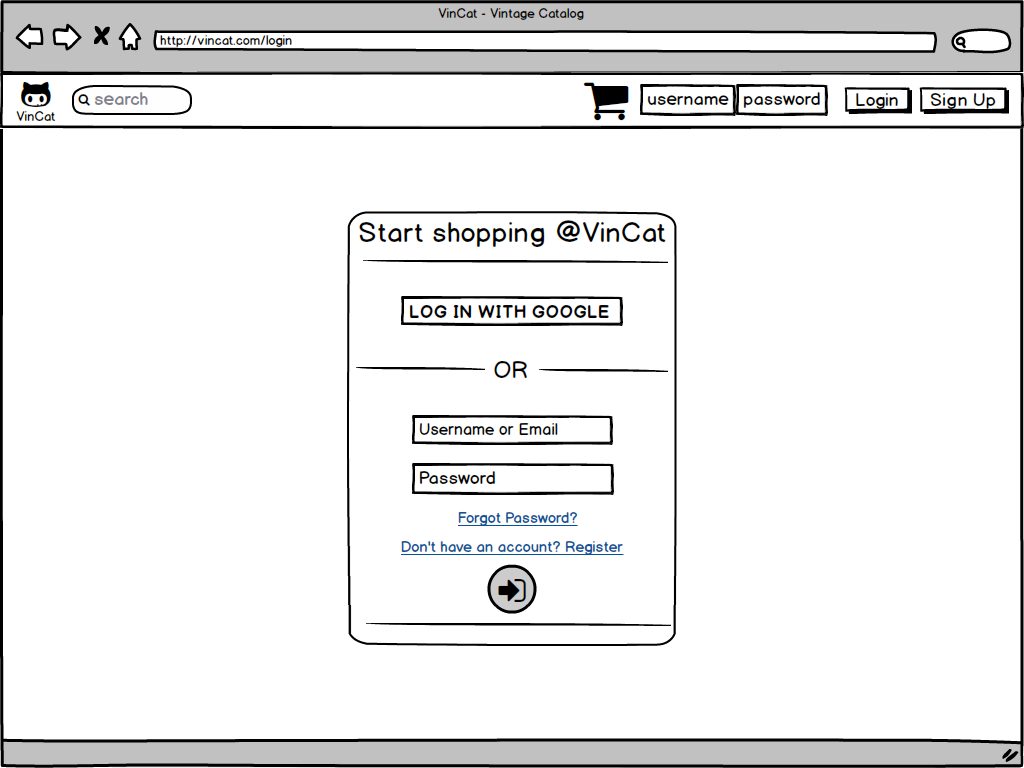 VinCat - Vintage Catalog
http://vincat.com/login
VinCat
search
username
password
Login
Sign Up
Start shopping @VinCat
LOG IN WITH GOOGLE
OR
Username or Email
Password
Forgot Password?
Don't have an account? Register